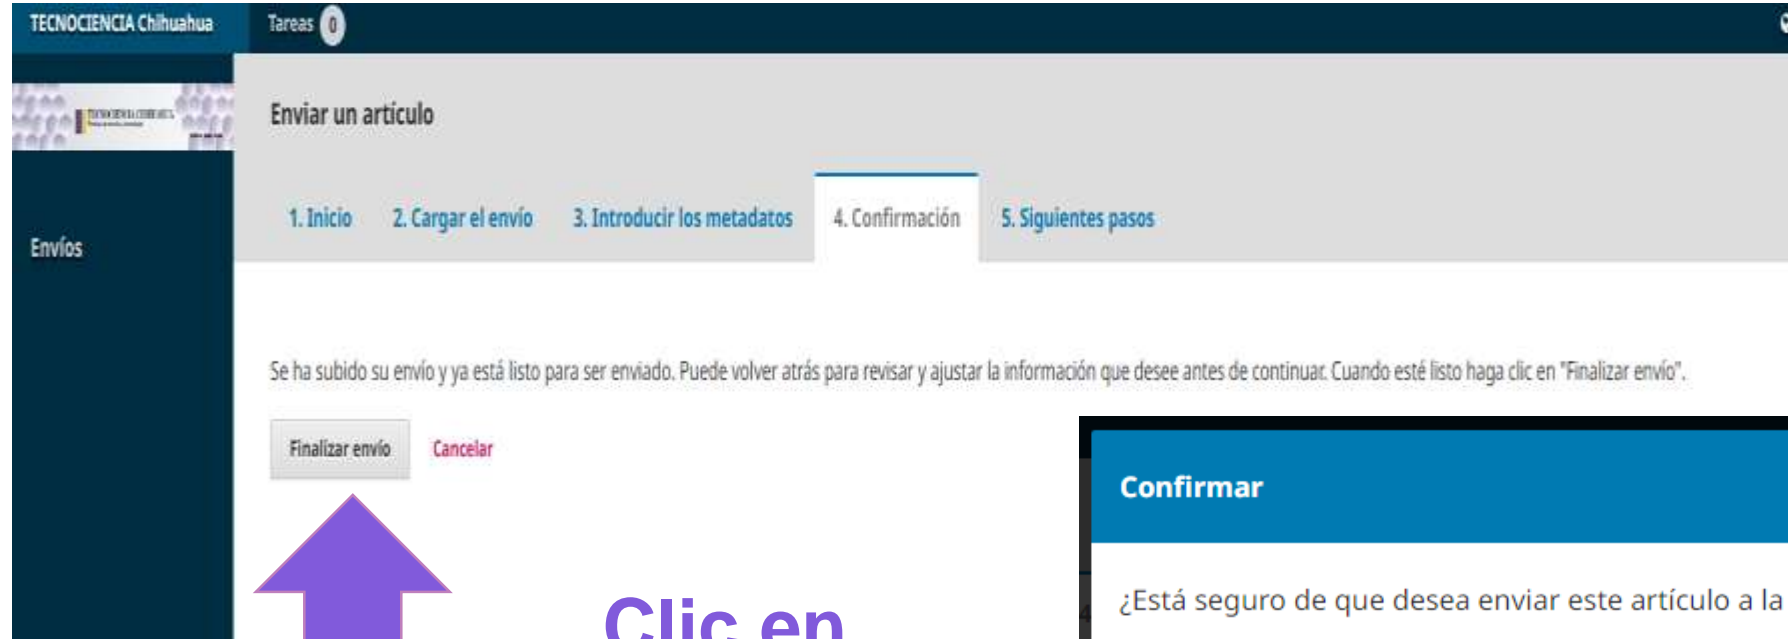 TECNOCIENCIA Chihuahua
Tareas 0
Enviar un artículo
1. Inicio 2. Cargar el envío 3. Introducir los metadatos 4. Confirmación 5. Siguientes pasos
Envíos
Se ha subido su envío y ya está listo para ser enviado. Puede volver atrás para revisar y ajustar la información que desee antes de continuar. Cuando esté listo haga clic en "Finalizar envío".
Finalizar envío Cancelar
Confirmar
¿Está seguro de que desea enviar este artículo a la
Clic en